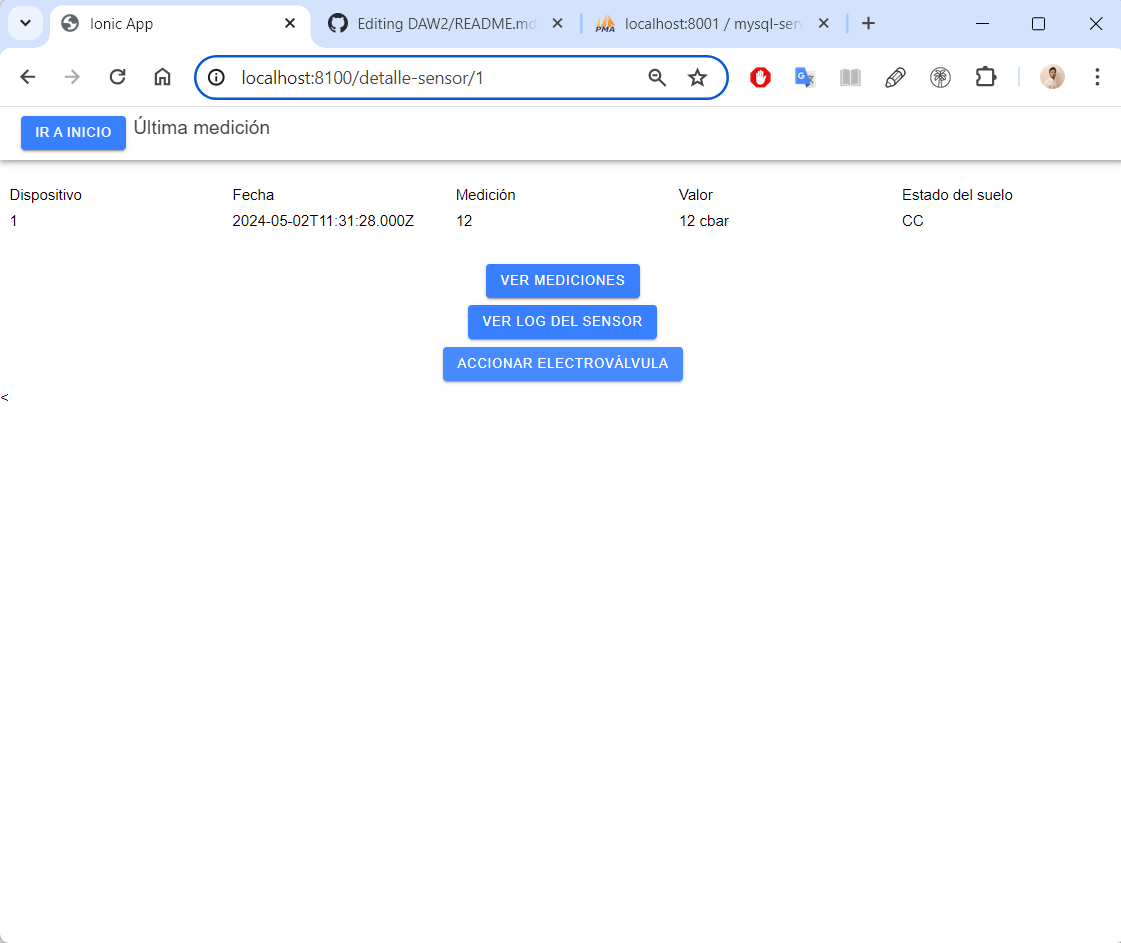 Ionic App
Editing DAW2/README.md
PMA
localhost:8001 / mysql-serv
localhost:8100/detalle-sensor/1
IR A INICIO
Última medición
Dispositivo Fecha Medición Valor Estado del suelo
1 2024-05-02T11:31:28.000Z 12 12 cbar CC
VER MEDICIONES
VER LOG DEL SENSOR
ACCIONAR ELECTROVÁLVULA
<